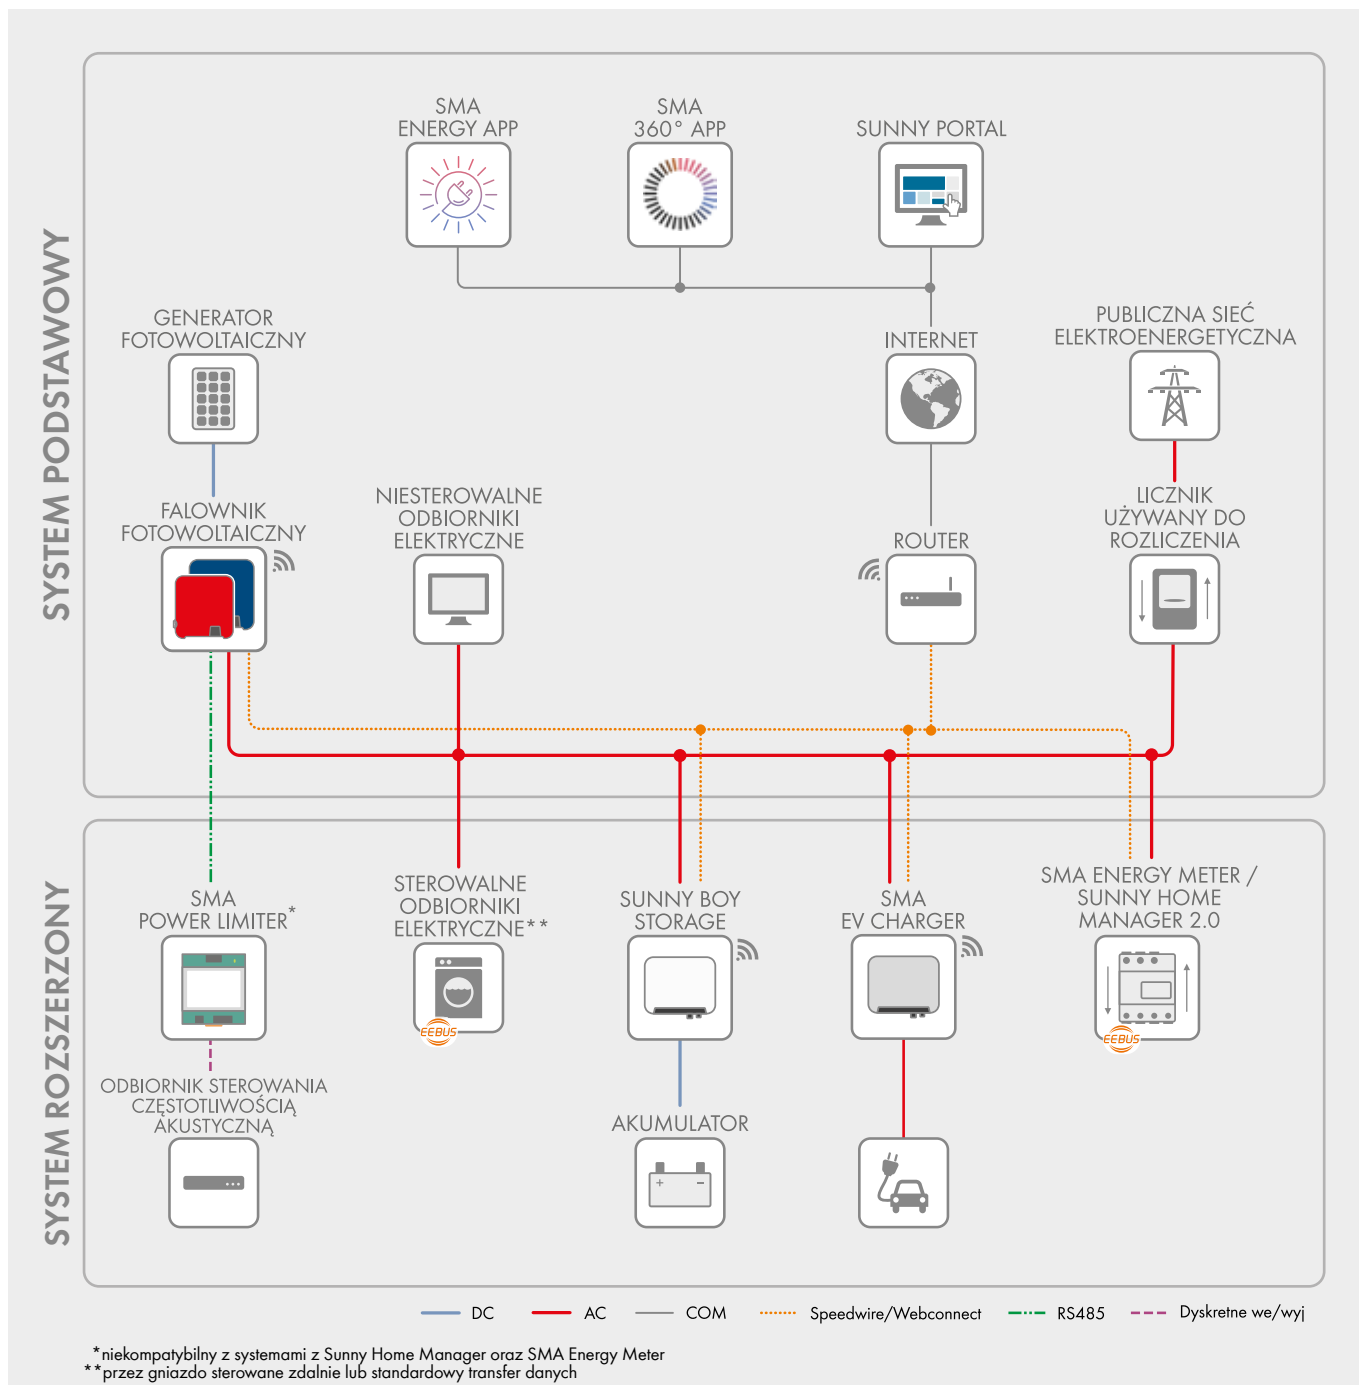 SYSTEM PODSTAWOWY
SMA
ENERGY APP
SMA
360° APP
SUNNY PORTAL
GENERATOR
FOTOWOLTAICZNY
INTERNET
PUBLICZNA SIEĆ
ELEKTROENERGETYCZNA
FALOWNIK
FOTOWOLTAICZNY
NIESTEROWALNE
ODBIORNIKI
ELEKTRYCZNE
ROUTER
LICZNIK
UŻYWANY DO
ROZLICZENIA
SYSTEM ROZSZERZONY
SMA
POWER LIMITER*
STEROWALNE
ODBIORNIKI
ELEKTRYCZNE**
EEBUS
SUNNY BOY
STORAGE
SMA
EV CHARGER
SMA ENERGY METER /
SUNNY HOME
MANAGER 2.0
EEBUS
ODBIORNIK STEROWANIA
CZĘSTOTLIWOŚCIĄ
AKUSTYCZNĄ
AKUMULATOR
+ −
DC AC COM Speedwire/Webconnect RS485 Dyskretne we/wyj
*niekompatybilny z systemami z Sunny Home Manager oraz SMA Energy Meter
**przez gniazdo sterowane zdalnie lub standardowy transfer danych